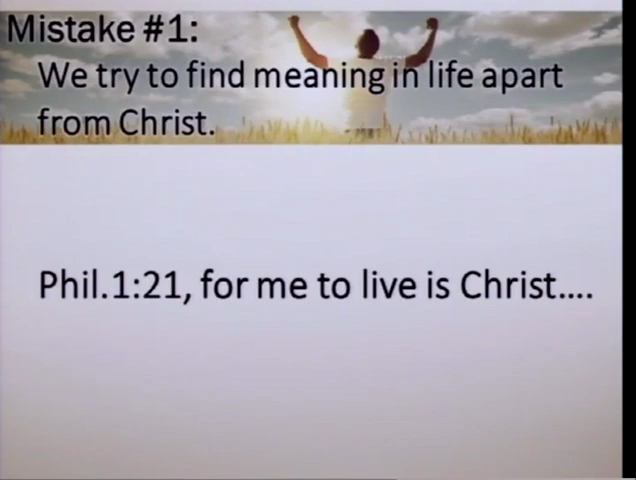 Mistake #1:
We try to find meaning in life apart
from Christ.
Phil.1:21, for me to live is Christ....